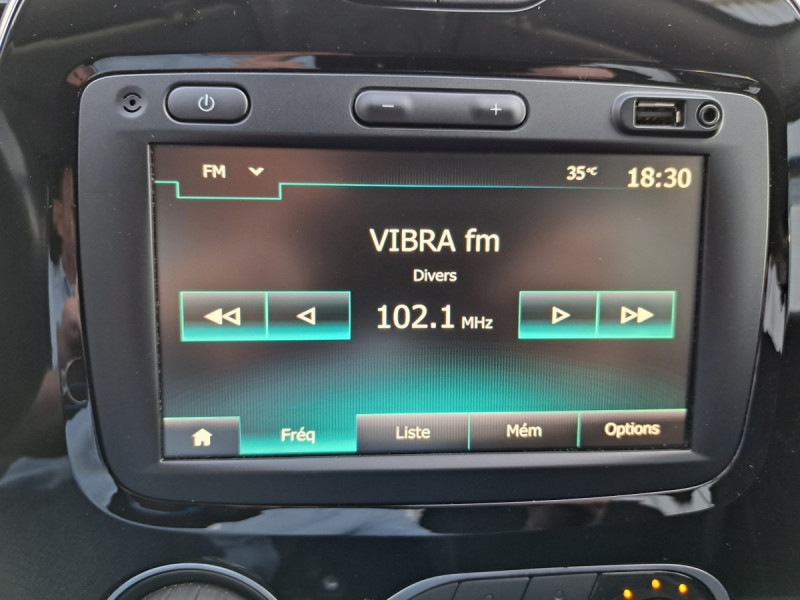 − +
FM 35°C 18:30
VIBRA fm
Divers
102.1 MHz
Fréq Liste Mém Options